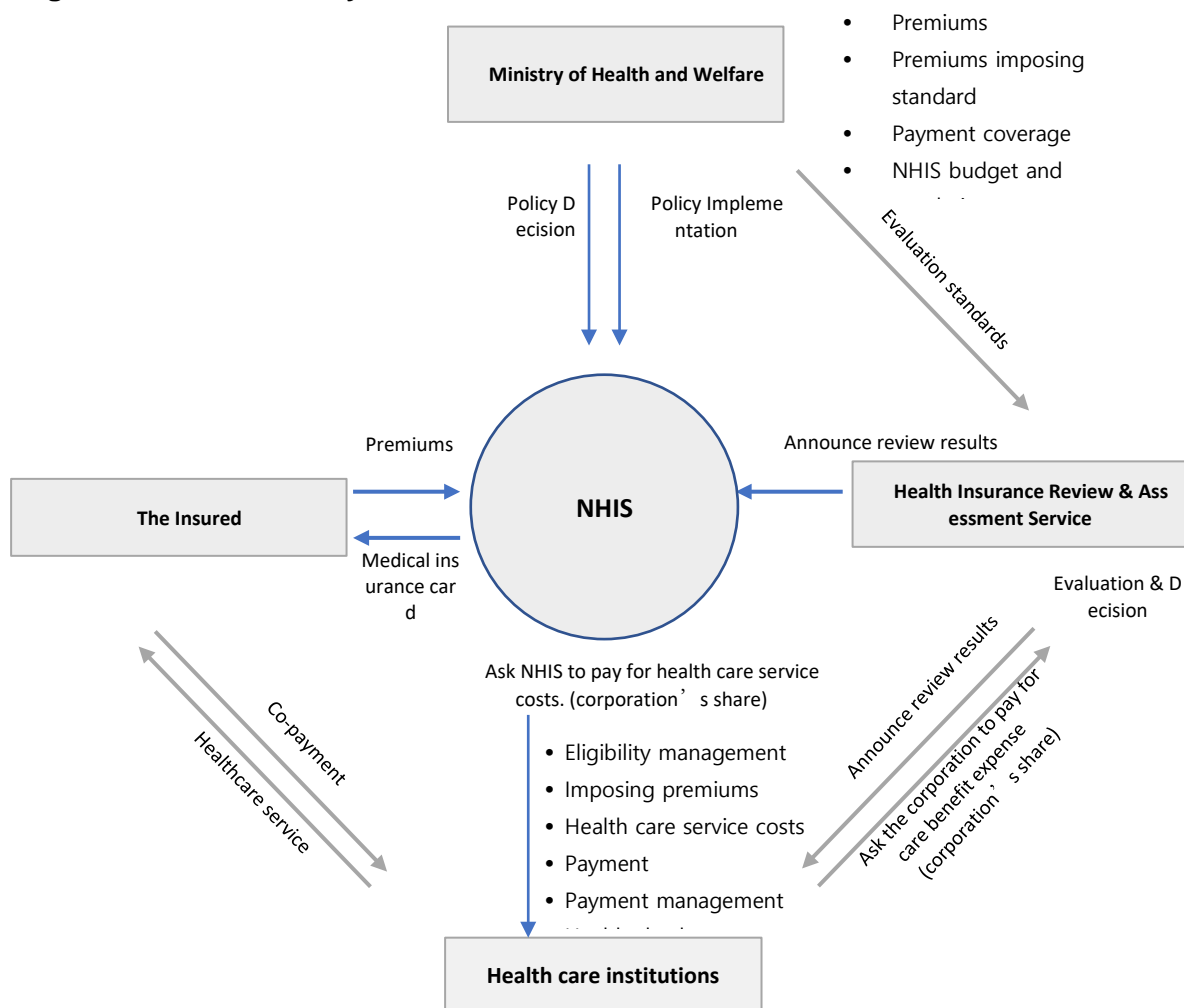 • Premiums
Ministry of Health and Welfare
• Premiums imposing
standard
• Payment coverage
• NHIS budget and
Policy D
ecision
Policy Impleme
ntation
Evaluation standards
Premiums
Announce review results
The Insured
NHIS
Health Insurance Review & Ass
essment Service
Medical ins
urance car
d
Evaluation & D
ecision
Ask NHIS to pay for health care service
costs. (corporation’s share)
Co-payment
Healthcare service
• Eligibility management
• Imposing premiums
• Health care service costs
• Payment
• Payment management
Announce review results
Ask the corporation to pay for
care benefit expense
(corporation’s share)
Health care institutions